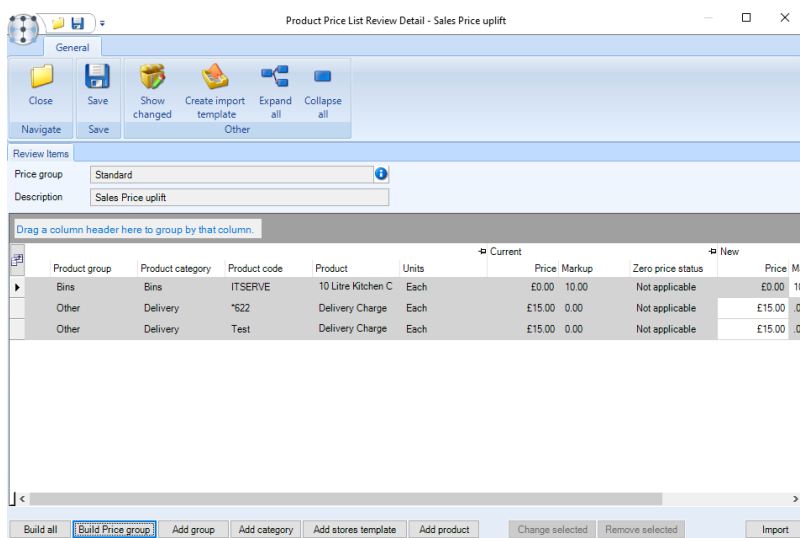 Product Price List Review Detail - Sales Price uplift
General
Close
Save
Show changed
Create import template
Expand all
Collapse all
Navigate
Save
Other
Review Items
Price group
Standard
Description
Sales Price uplift
Drag a column header here to group by that column.
Current
New
Product group Product category Product code Product Units Price Markup Zero price status Price
Bins Bins ITSERVE 10 Litre Kitchen C Each £0.00 10.00 Not applicable £0.00
Other Delivery *622 Delivery Charge Each £15.00 0.00 Not applicable £15.00
Other Delivery Test Delivery Charge Each £15.00 0.00 Not applicable £15.00
Build all Build Price group Add group Add category Add stores template Add product Change selected Remove selected Import